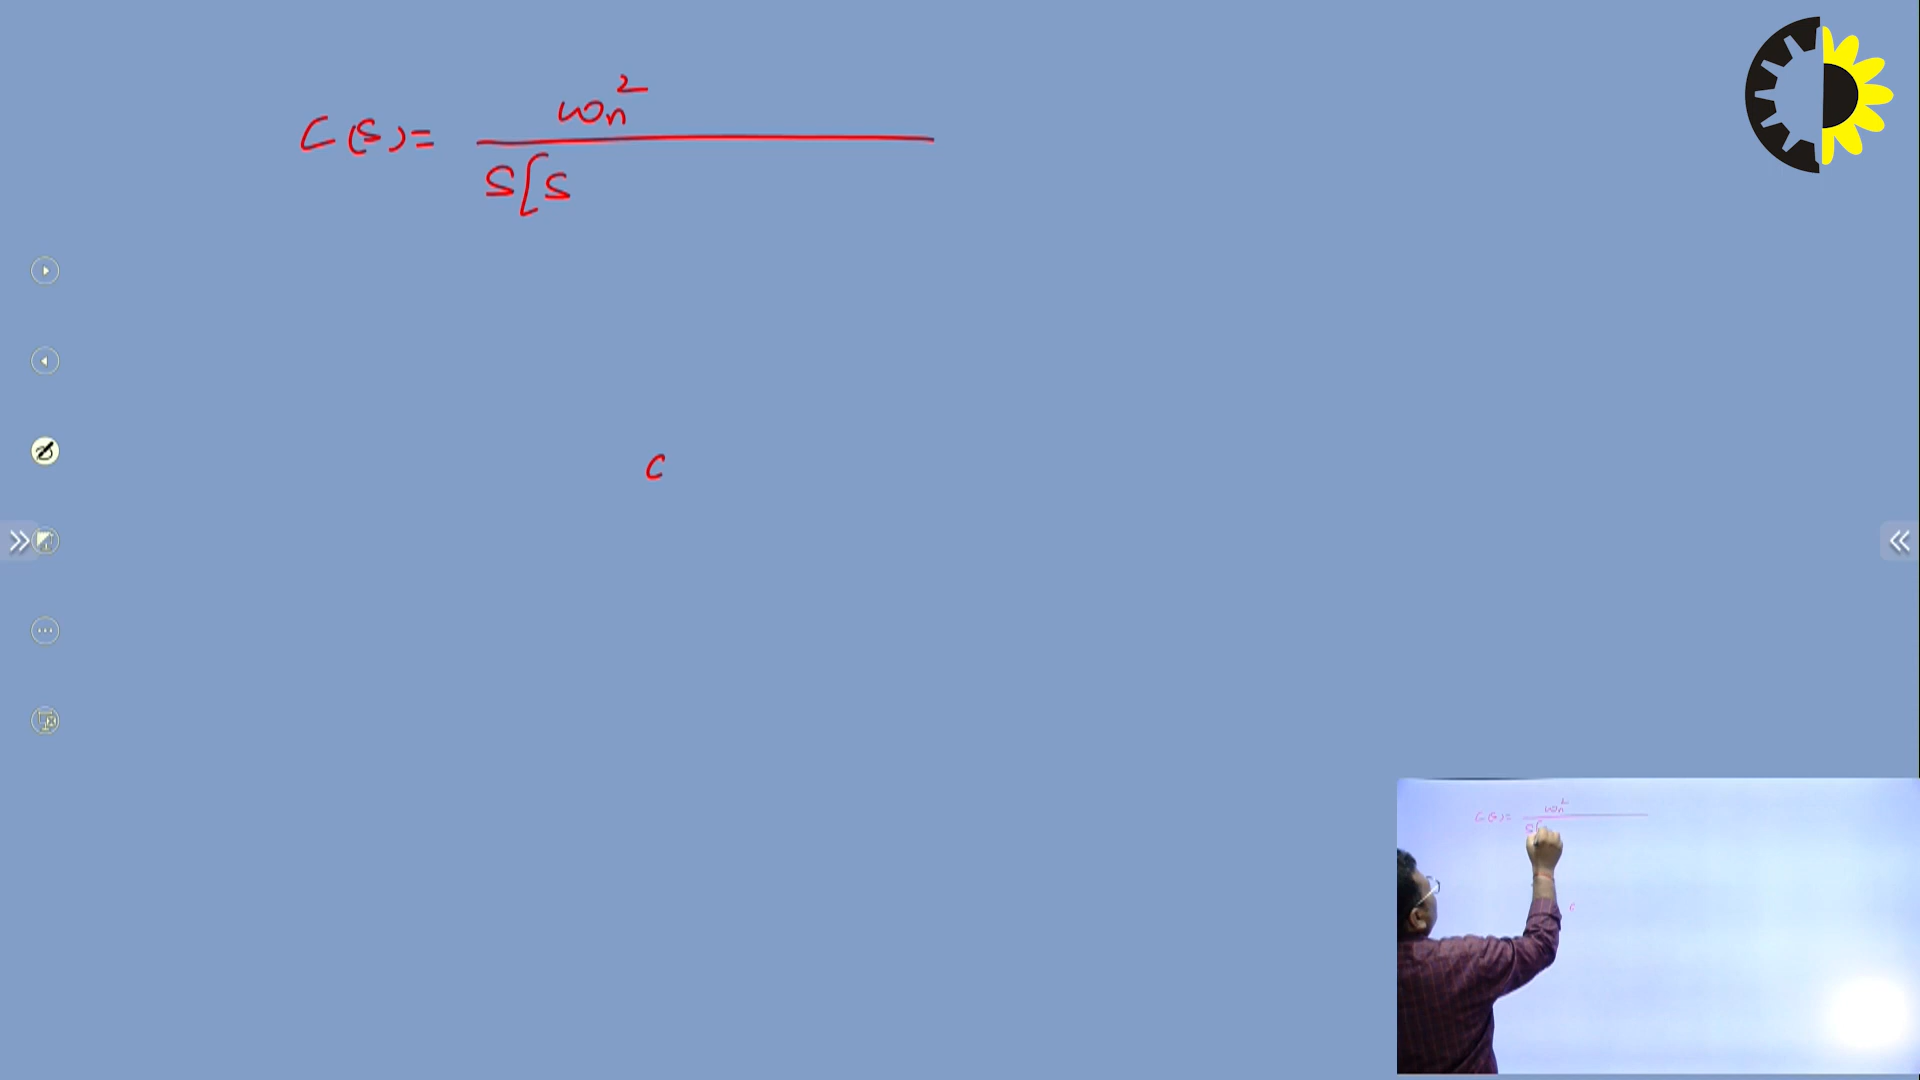 C(s) = ωn²
s[s
c